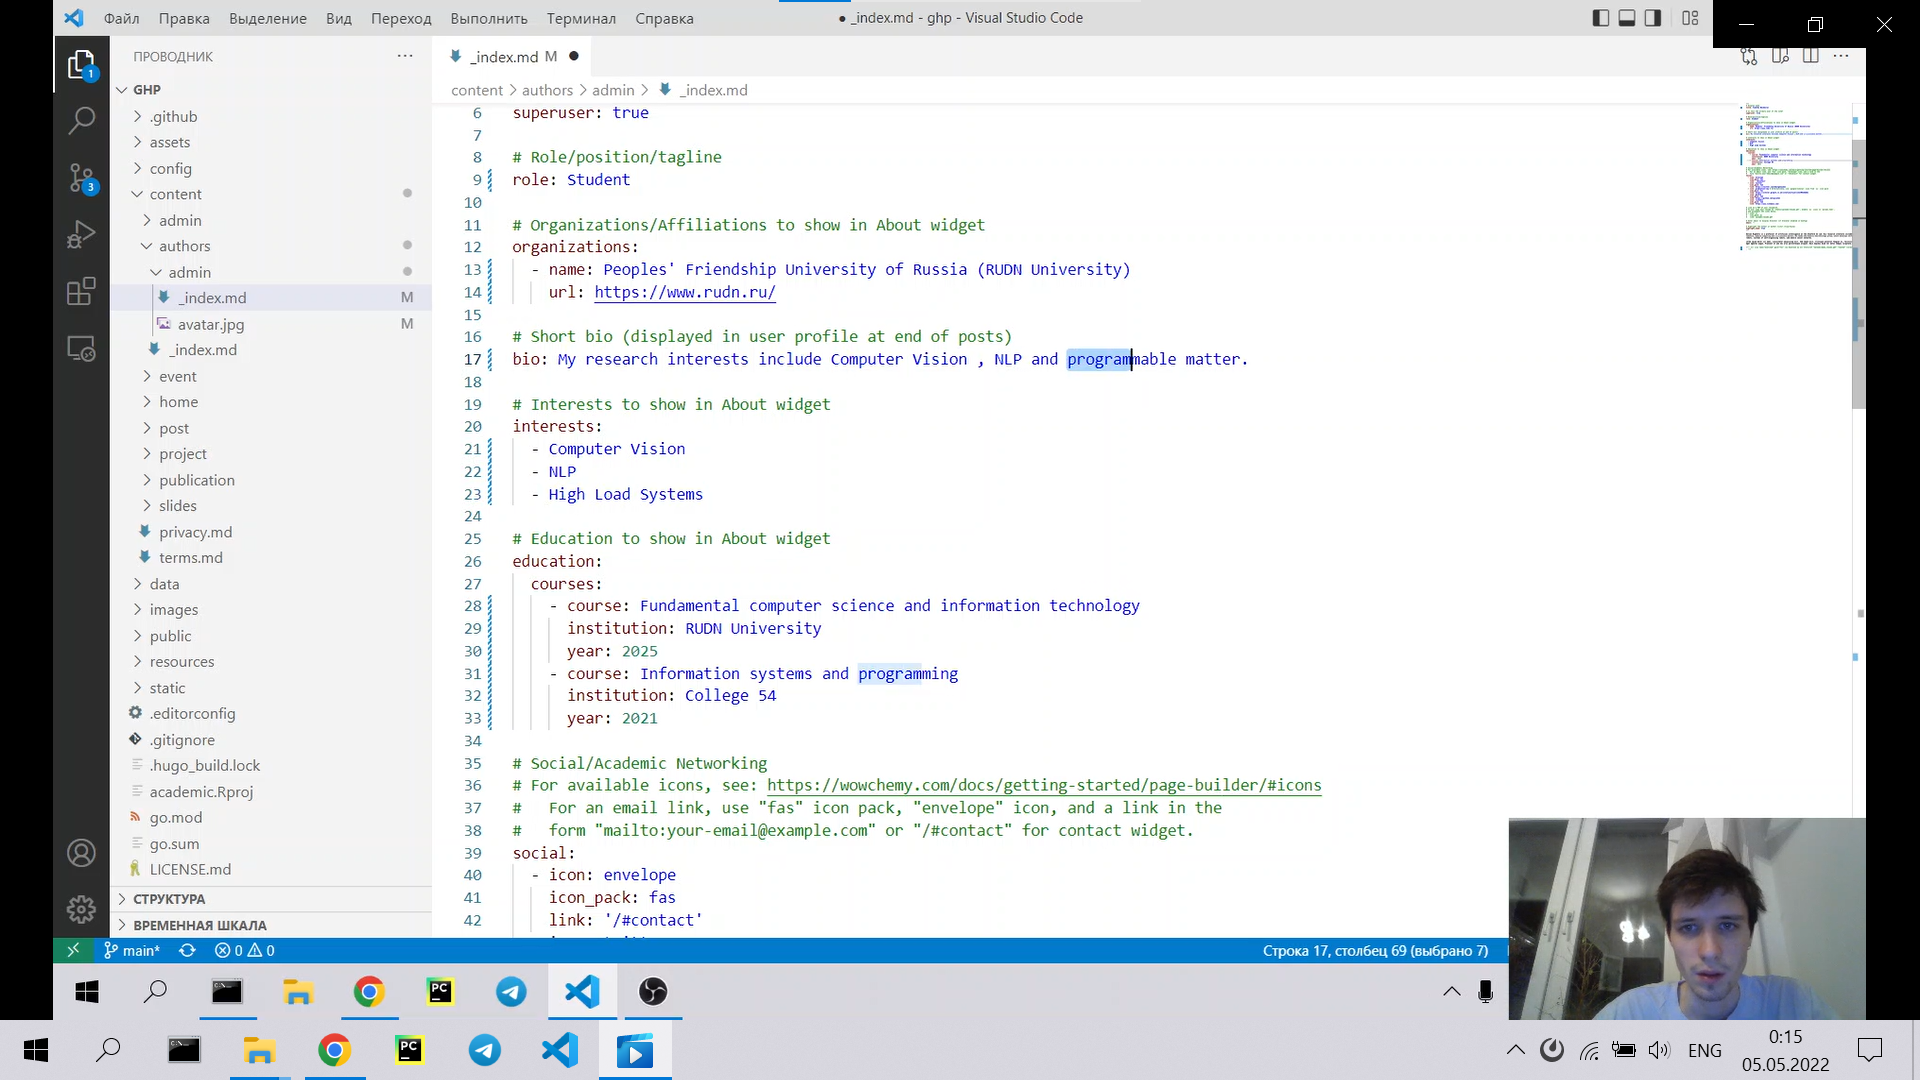 Файл Правка Выделение Вид Переход Выполнить Терминал Справка
● _index.md - ghp - Visual Studio Code
ПРОВОДНИК
_index.md M
content > authors > admin > _index.md
GHP
.github
assets
config
content
admin
authors
admin
_index.md M
avatar.jpg M
_index.md
event
home
post
project
publication
slides
privacy.md
terms.md
data
images
public
resources
static
.editorconfig
.gitignore
.hugo_build.lock
academic.Rproj
go.mod
go.sum
LICENSE.md
СТРУКТУРА
ВРЕМЕННАЯ ШКАЛА
1
3
6 superuser: true
7
8 # Role/position/tagline
9 role: Student
10
11 # Organizations/Affiliations to show in About widget
12 organizations:
13 - name: Peoples' Friendship University of Russia (RUDN University)
14 url: https://www.rudn.ru/
15
16 # Short bio (displayed in user profile at end of posts)
17 bio: My research interests include Computer Vision , NLP and programmable matter.
18
19 # Interests to show in About widget
20 interests:
21 - Computer Vision
22 - NLP
23 - High Load Systems
24
25 # Education to show in About widget
26 education:
27 courses:
28 - course: Fundamental computer science and information technology
29 institution: RUDN University
30 year: 2025
31 - course: Information systems and programming
32 institution: College 54
33 year: 2021
34
35 # Social/Academic Networking
36 # For available icons, see: https://wowchemy.com/docs/getting-started/page-builder/#icons
37 # For an email link, use "fas" icon pack, "envelope" icon, and a link in the
38 # form "mailto:your-email@example.com" or "/#contact" for contact widget.
39 social:
40 - icon: envelope
41 icon_pack: fas
42 link: '/#contact'
main* 0 0
Строка 17, столбец 69 (выбрано 7)
PC
PC
ENG
0:15
05.05.2022